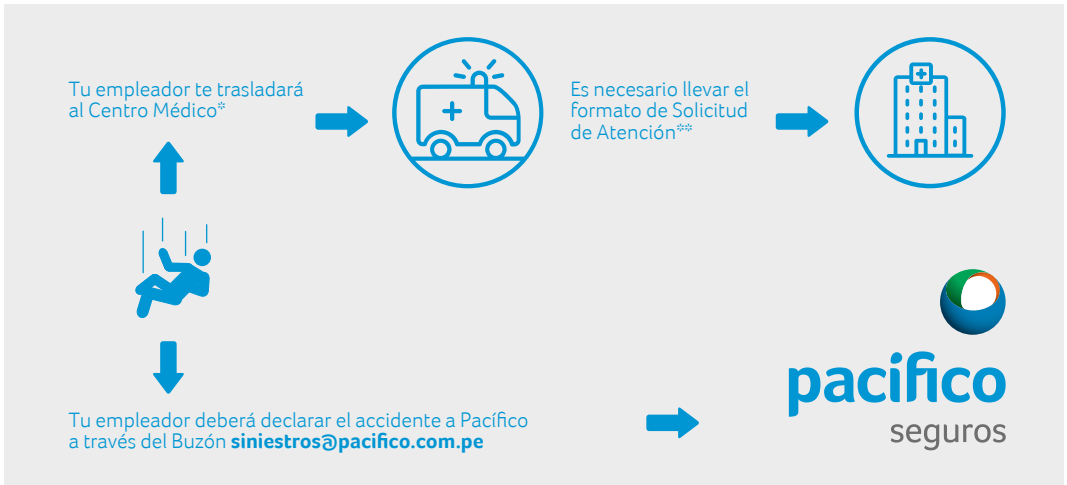 Tu empleador te trasladará
al Centro Médico*
Es necesario llevar el
formato de Solicitud
de Atención**
Tu empleador deberá declarar el accidente a Pacífico
a través del Buzón siniestros@pacifico.com.pe
pacífico
seguros